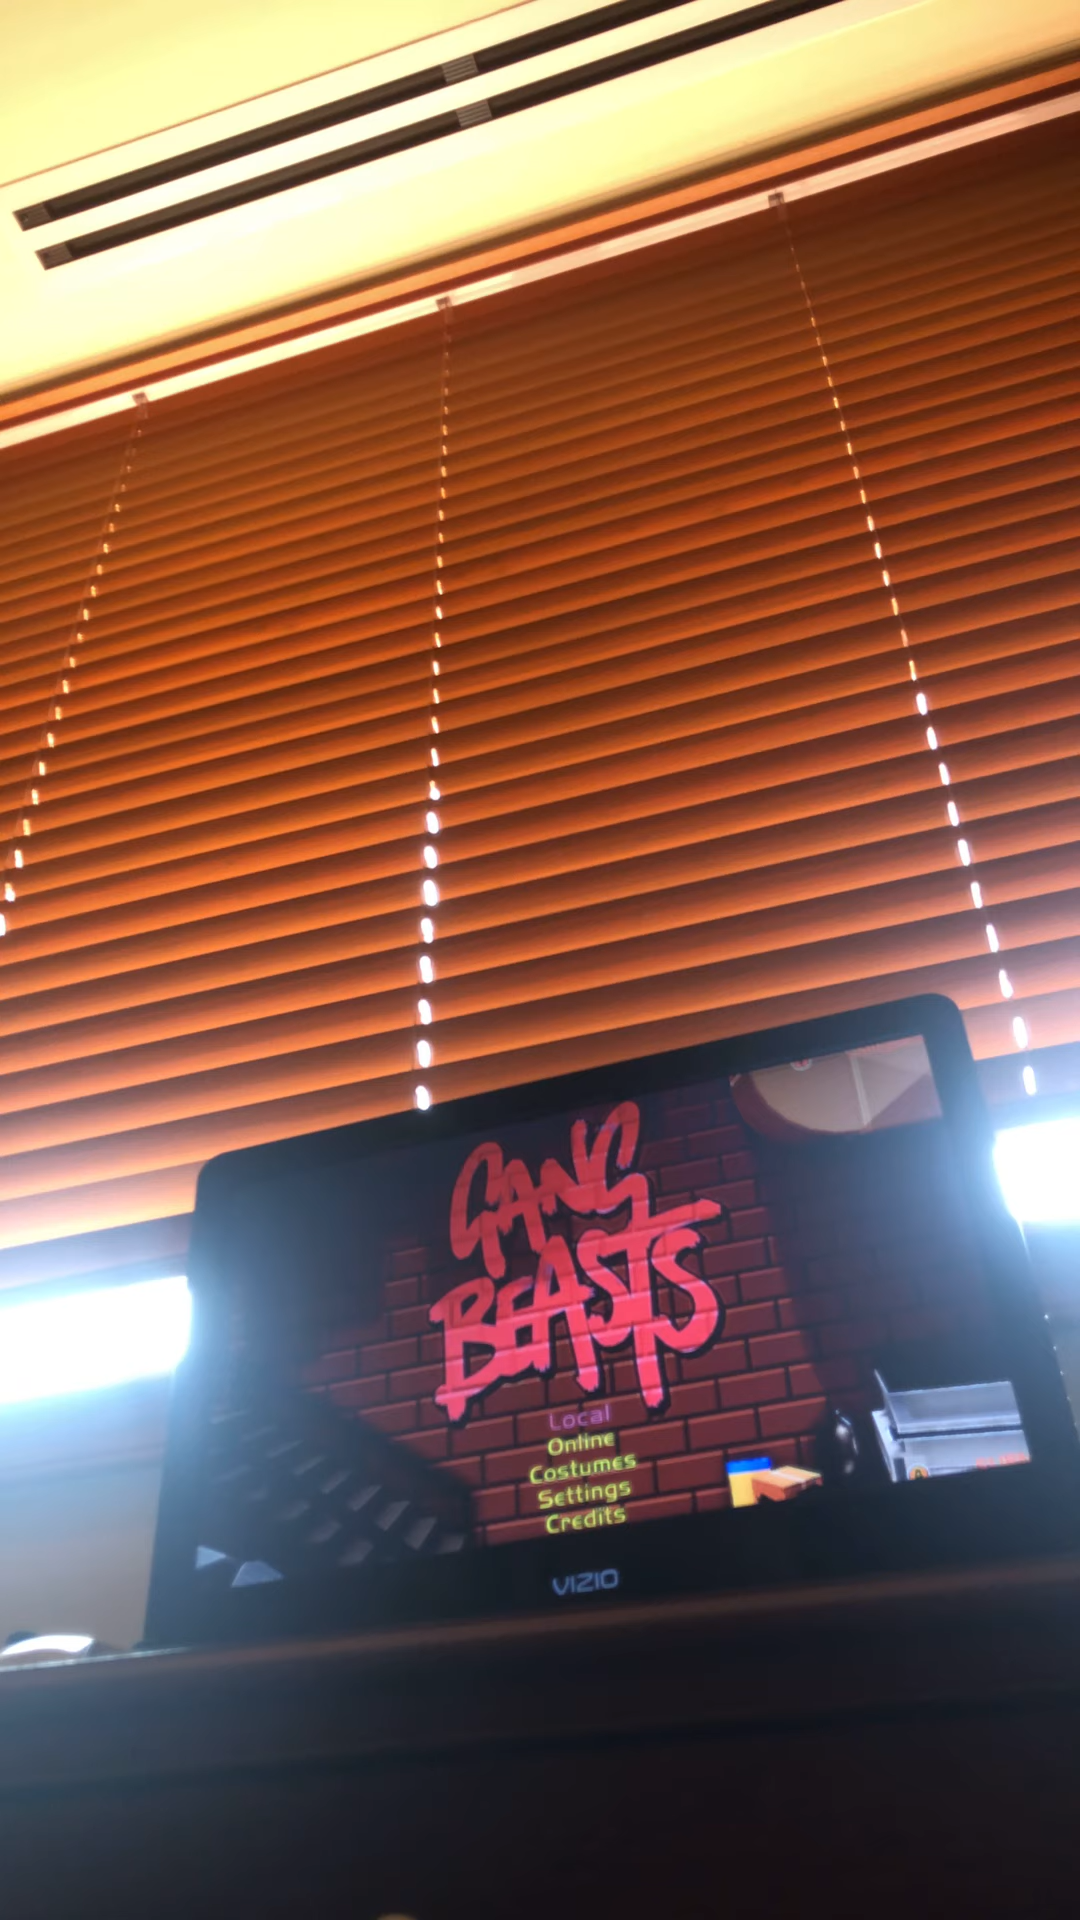 GANG
BEASTS
Local
Online
Costumes
Settings
Credits
VIZIO